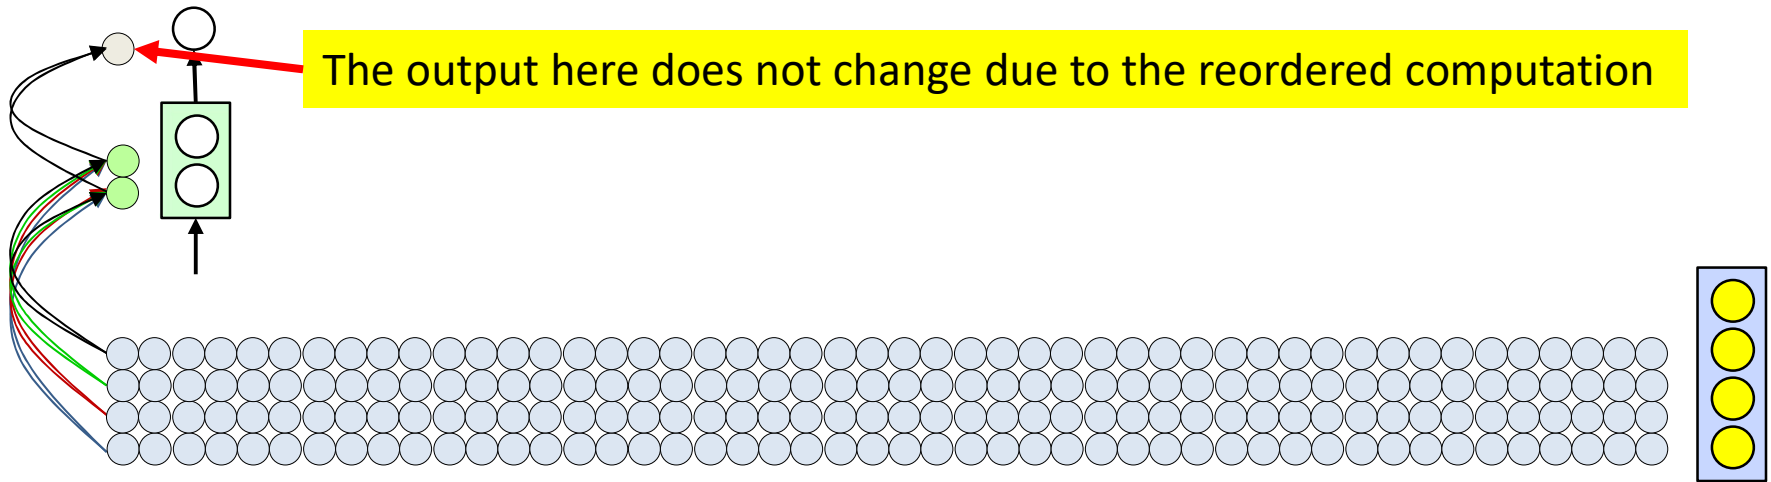 The output here does not change due to the reordered computation